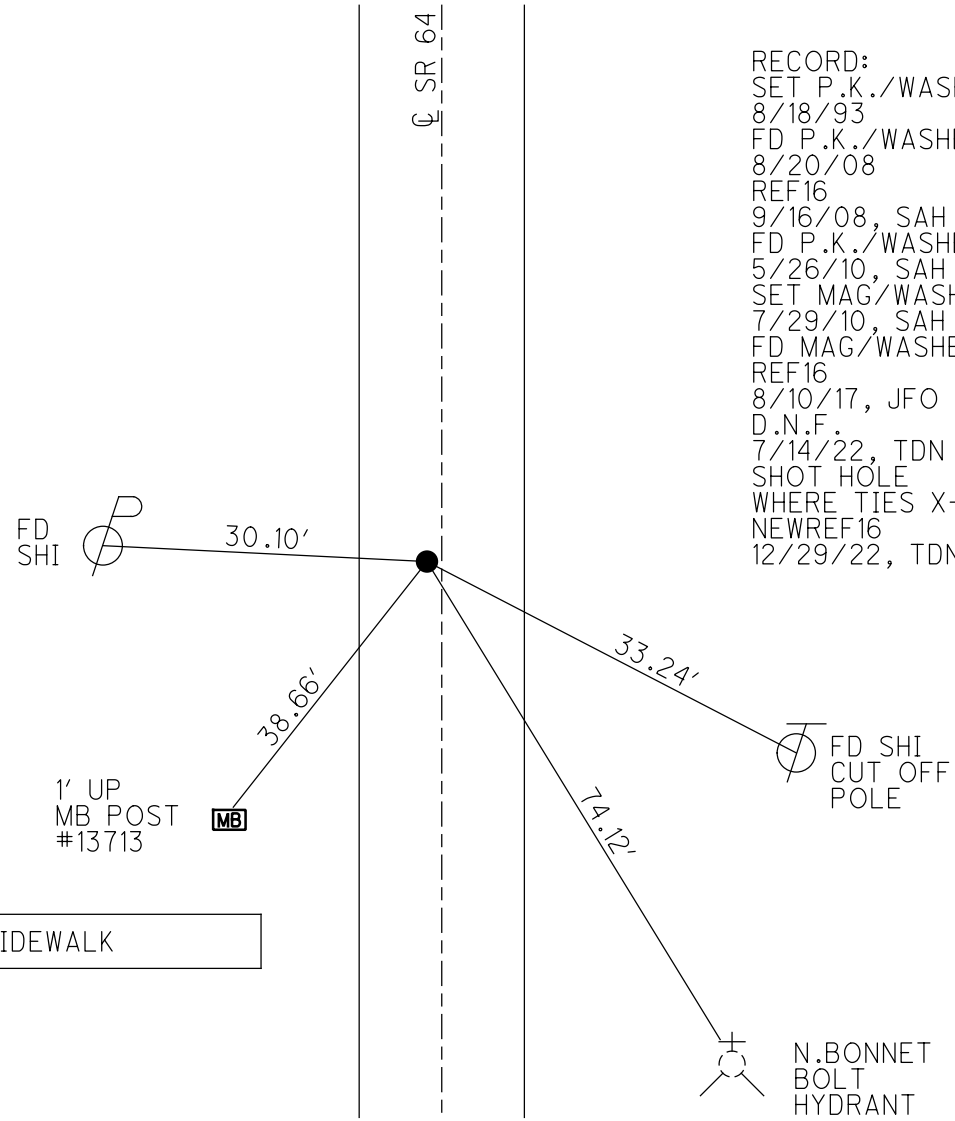 ℄ SR 64
RECORD:
SET P.K./WASH
8/18/93
FD P.K./WASH
8/20/08
REF16
9/16/08, SAH
FD P.K./WASH
5/26/10, SAH
SET MAG/WASH
7/29/10, SAH
FD MAG/WASHE
REF16
8/10/17, JFO
D.N.F.
7/14/22, TDN
SHOT HOLE
WHERE TIES X-
NEWREF16
12/29/22, TDN
FD
SHI
30.10'
33.24'
38.66'
FD SHI
CUT OFF
POLE
1' UP
MB POST
#13713
MB
74.12'
IDEWALK
N.BONNET
BOLT
HYDRANT